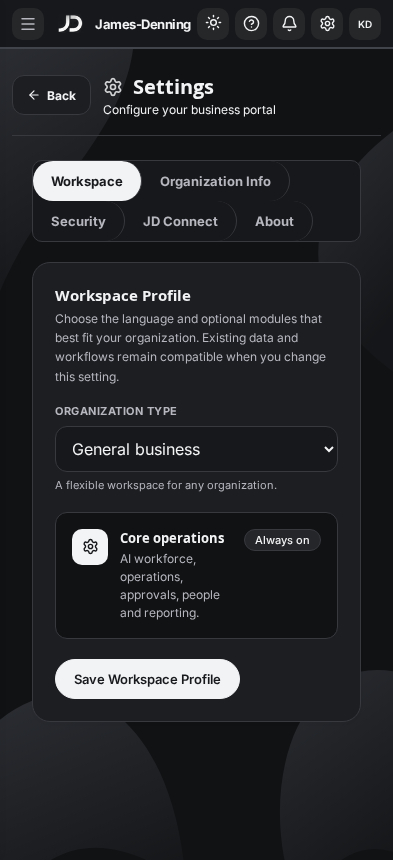 JD James-Denning KD
Back
Settings
Configure your business portal
Workspace Organization Info
Security JD Connect About
Workspace Profile
Choose the language and optional modules that
best fit your organization. Existing data and
workflows remain compatible when you change
this setting.
ORGANIZATION TYPE
General business
A flexible workspace for any organization.
Core operations Always on
AI workforce,
operations,
approvals, people
and reporting.
Save Workspace Profile